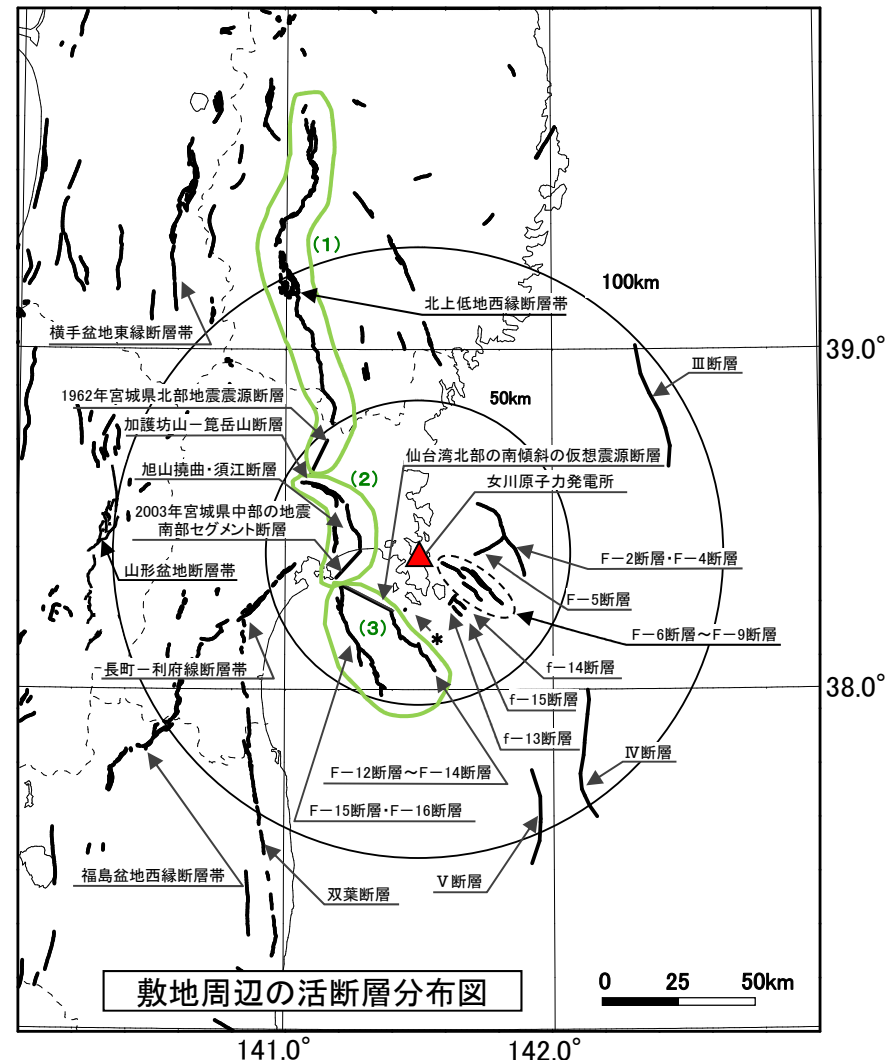 (1)
100km
北上低地西縁断層帯
横手盆地東縁断層帯
39.0°
Ⅲ断層
1962年宮城県北部地震震源断層
50km
加護坊山－箟岳山断層
仙台湾北部の南傾斜の仮想震源断層
旭山撓曲・須江断層
(2)
女川原子力発電所
2003年宮城県中部の地震
南部セグメント断層
F－2断層・F－4断層
山形盆地断層帯
F－5断層
(3)
*
F－6断層～F－9断層
長町－利府線断層帯
f－14断層
38.0°
f－15断層
f－13断層
F－12断層～F－14断層
Ⅳ断層
F－15断層・F－16断層
福島盆地西縁断層帯
双葉断層
Ⅴ断層
敷地周辺の活断層分布図
0 25 50km
141.0° 142.0°